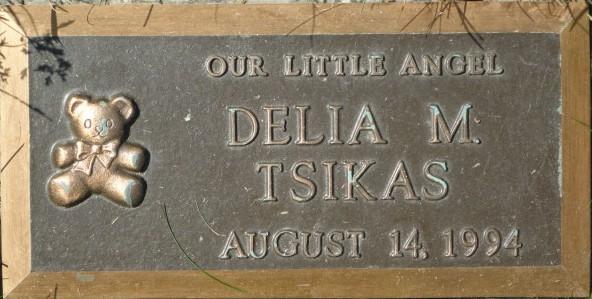 OUR LITTLE ANGEL
DELIA M.
TSIKAS
AUGUST 14, 1994